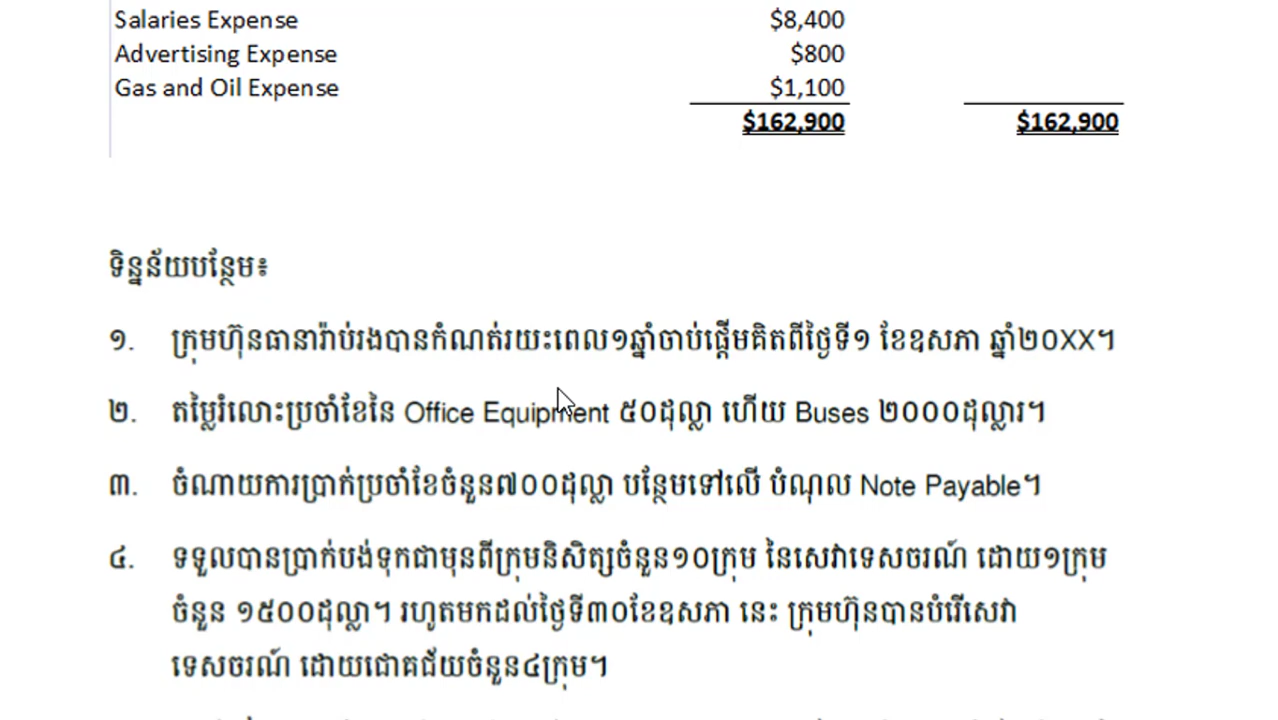 Salaries Expense $8,400
Advertising Expense $800
Gas and Oil Expense $1,100
$162,900 $162,900
ទិន្នន័យបន្ថែម៖
១. ក្រុមហ៊ុនធានារ៉ាប់រងបានកំណត់រយះពេល១ឆ្នាំចាប់ផ្តើមគិតពីថ្ងៃទី១ ខែឧសភា ឆ្នាំ២០XX។
២. តម្លៃរំលោះប្រចាំខែនៃ Office Equipment ៥០ដុល្លា ហើយ Buses ២០០០ដុល្លារ។
៣. ចំណាយការប្រាក់ប្រចាំខែចំនួន៧០០ដុល្លា បន្ថែមទៅលើ បំណុល Note Payable។
៤. ទទួលបានប្រាក់បង់ទុកជាមុនពីក្រុមនិសិត្សចំនួន១០ក្រុម នៃសេវាទេសចរណ៍ ដោយ១ក្រុម
ចំនួន ១៥០០ដុល្លា។ រហូតមកដល់ថ្ងៃទី៣០ខែឧសភា នេះ ក្រុមហ៊ុនបានបំរើសេវា
ទេសចរណ៍ ដោយជោគជ័យចំនួន៤ក្រុម។